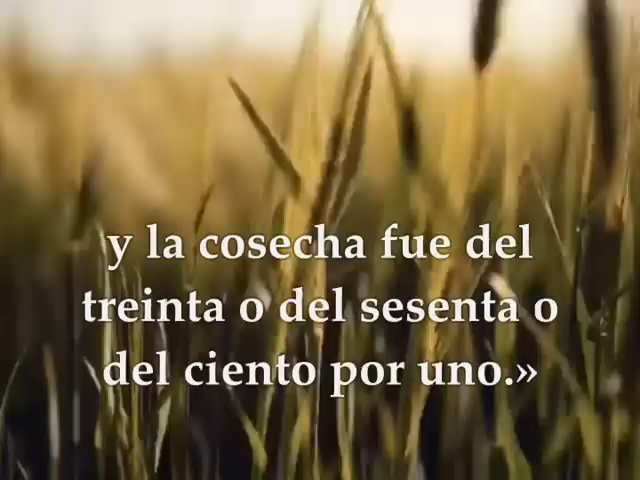 y la cosecha fue del
treinta o del sesenta o
del ciento por uno.»